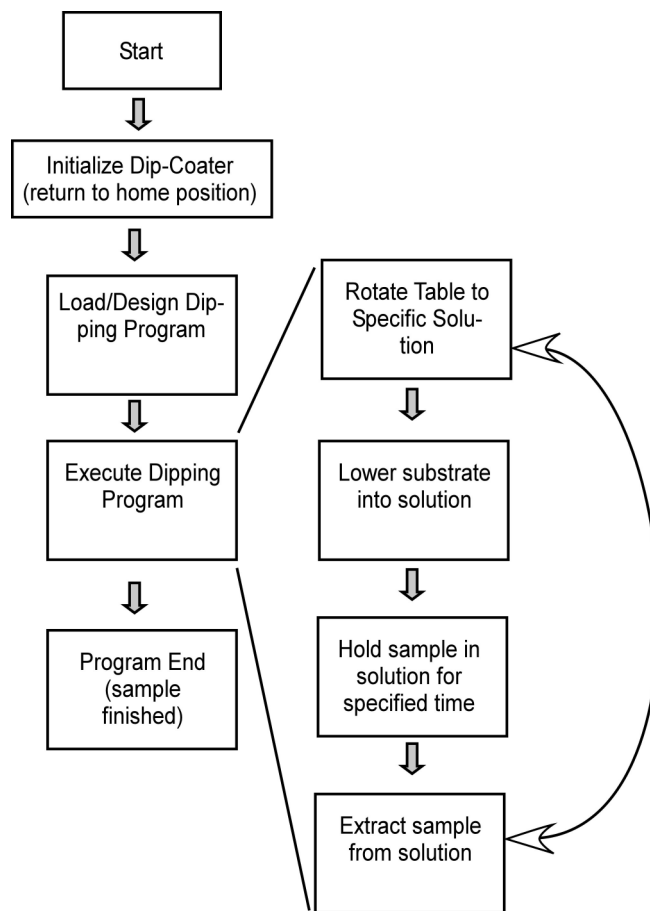 Start
Initialize Dip-Coater
(return to home position)
Load/Design Dip-
ping Program
Execute Dipping
Program
Program End
(sample
finished)
Rotate Table to
Specific Solu-
tion
Lower substrate
into solution
Hold sample in
solution for
specified time
Extract sample
from solution